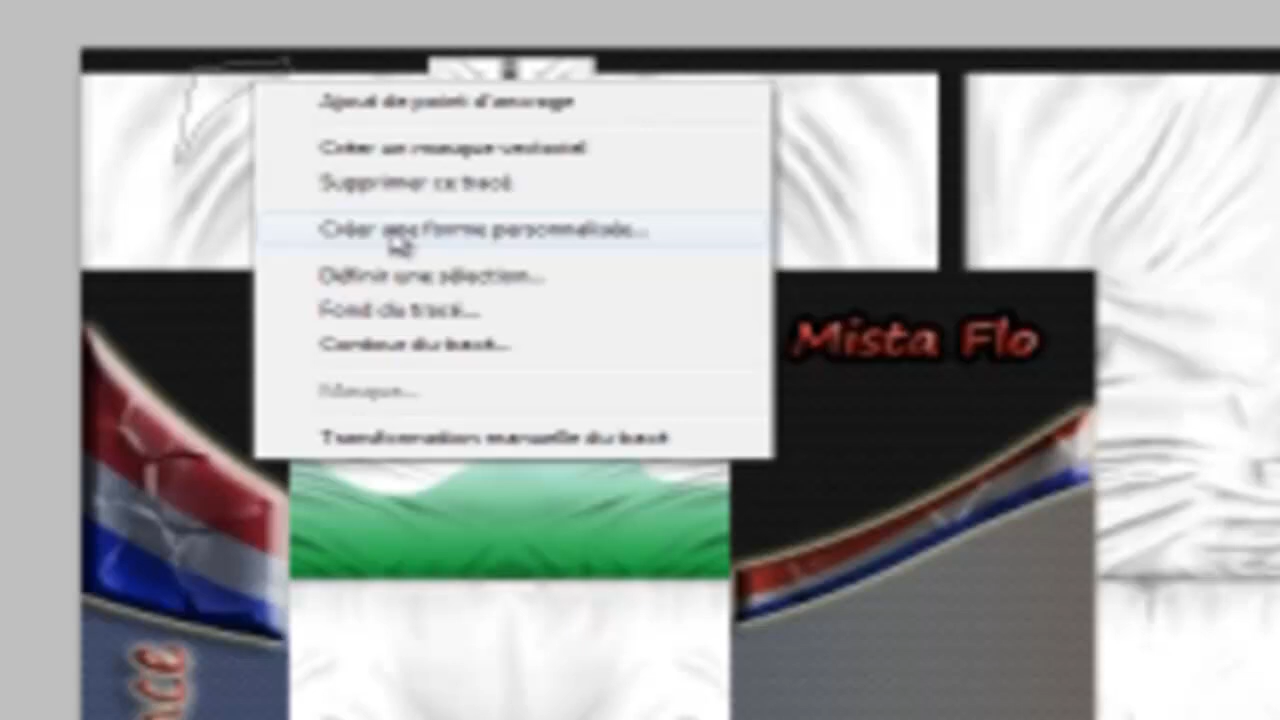 Ajout de point d'ancrage
Créer un masque vectoriel
Supprimer ce tracé
Créer une forme personnalisée...
Définir une sélection...
Fond du tracé...
Contour du tracé...
Masque...
Transformation manuelle du tracé
Mista Flo